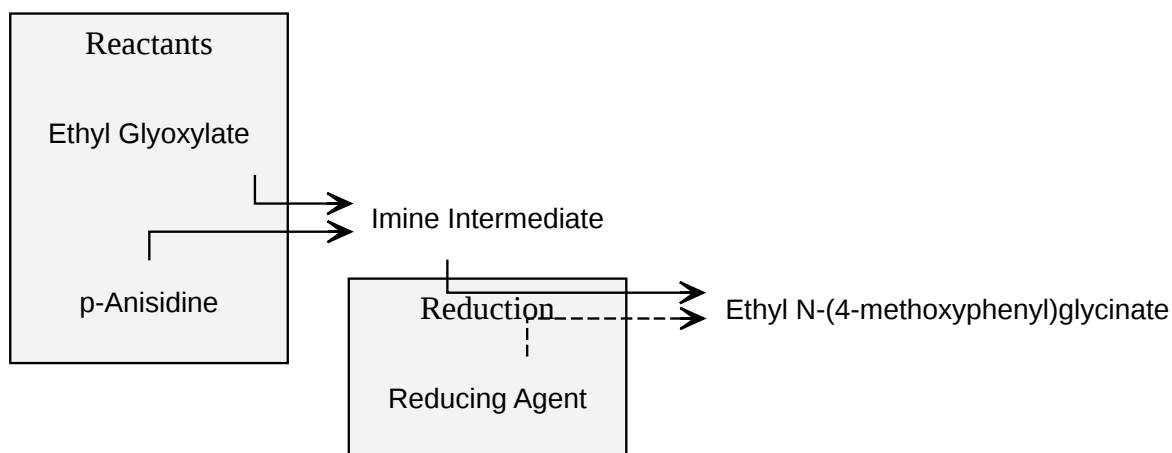 Reactants
Ethyl Glyoxylate
Imine Intermediate
p-Anisidine
Reduction
Ethyl N-(4-methoxyphenyl)glycinate
Reducing Agent